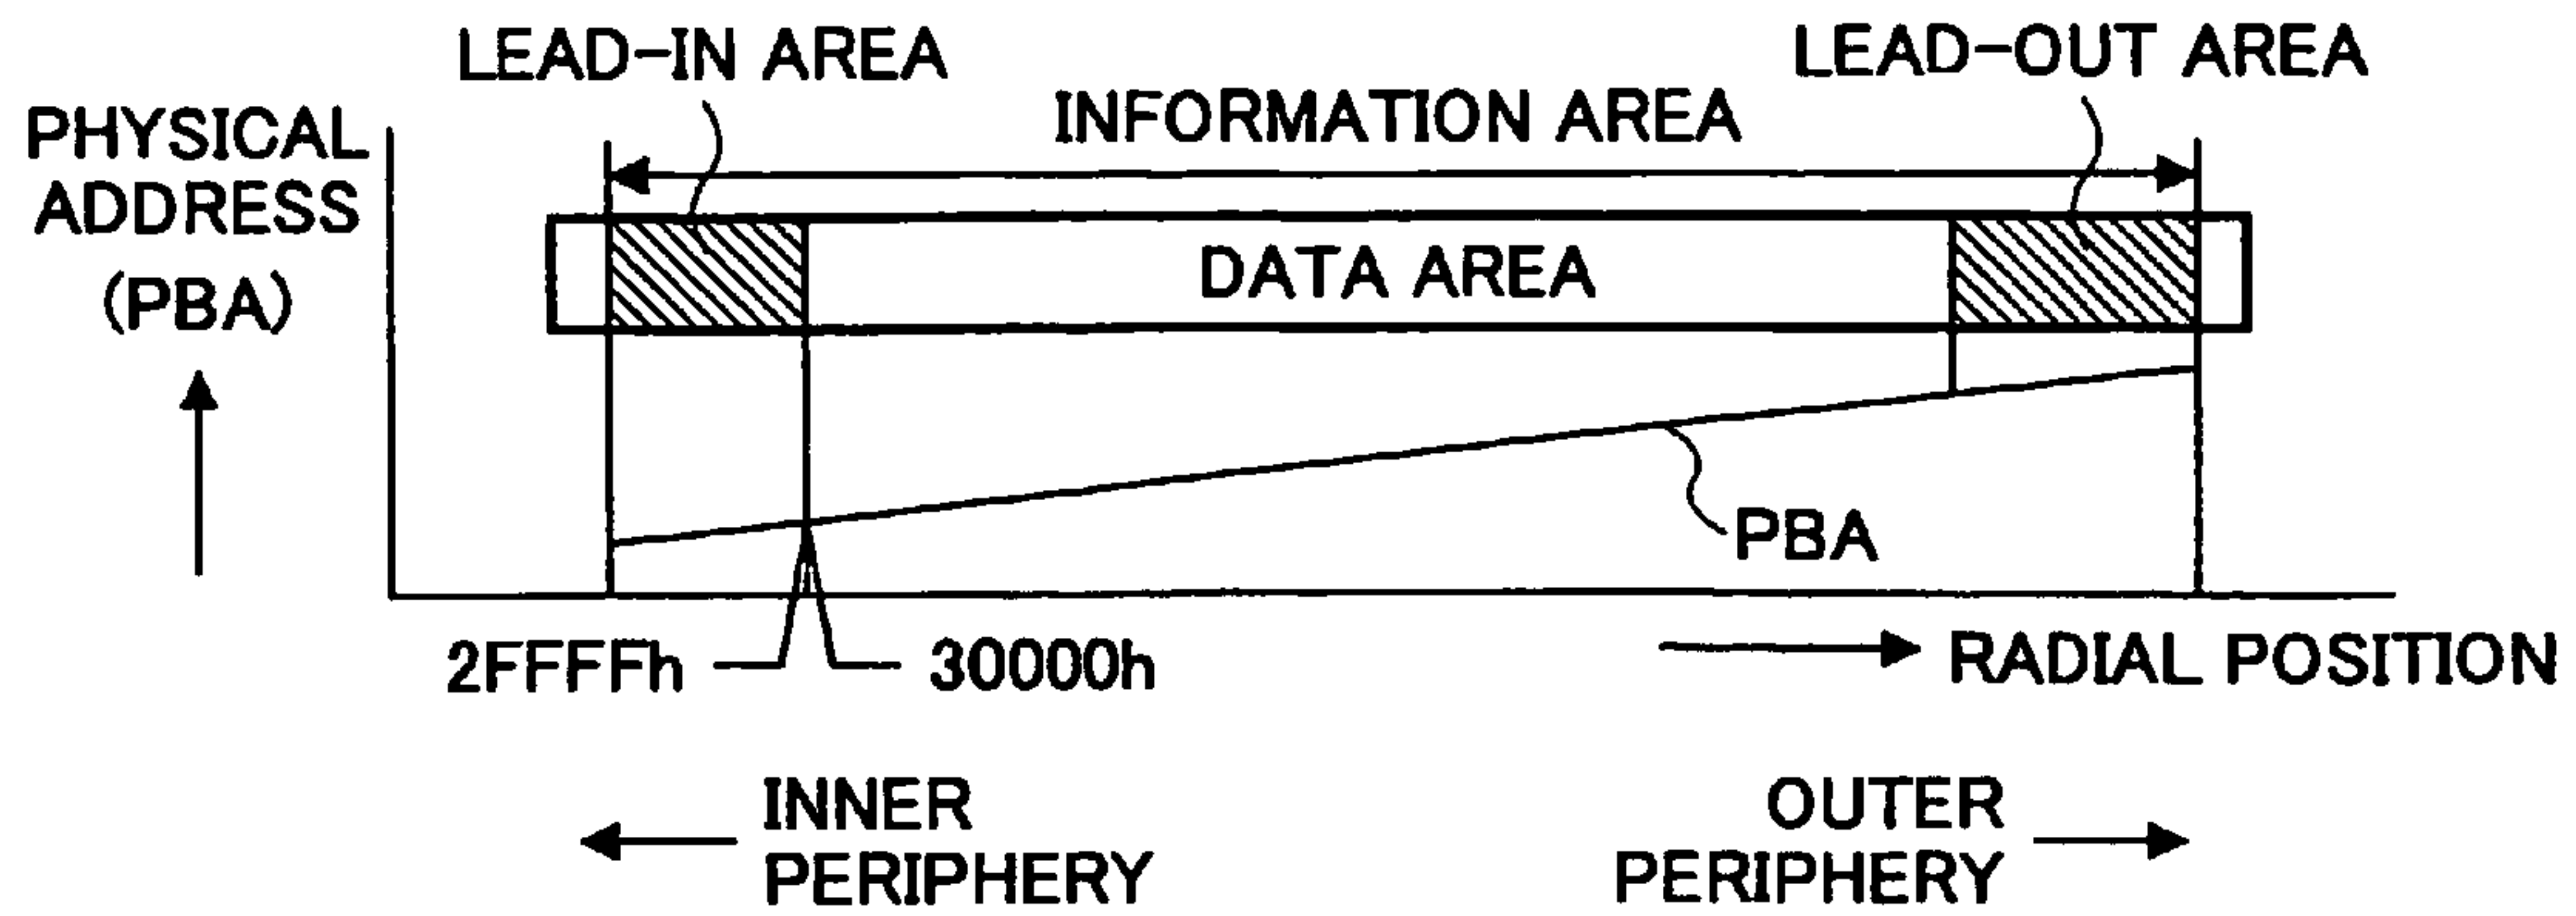 LEAD-IN AREA
LEAD-OUT AREA
INFORMATION AREA
PHYSICAL
ADDRESS
(PBA)
DATA AREA
PBA
2FFFFh
30000h
RADIAL POSITION
INNER
PERIPHERY
OUTER
PERIPHERY